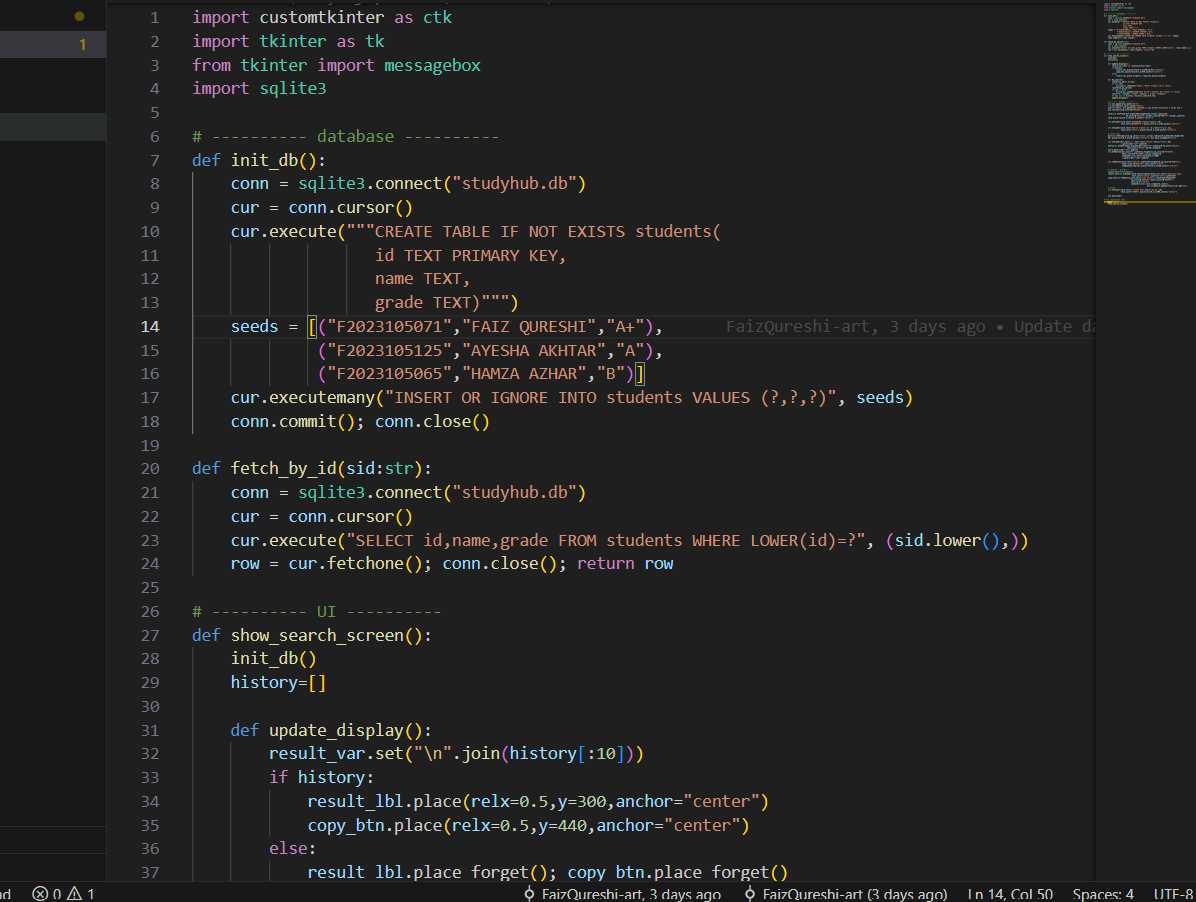 1 import customtkinter as ctk
2 import tkinter as tk
3 from tkinter import messagebox
4 import sqlite3
5
6 # ---------- database ----------
7 def init_db():
8 conn = sqlite3.connect("studyhub.db")
9 cur = conn.cursor()
10 cur.execute("""CREATE TABLE IF NOT EXISTS students(
11 id TEXT PRIMARY KEY,
12 name TEXT,
13 grade TEXT)""")
14 seeds = [("F2023105071","FAIZ QURESHI","A+"), FaizQureshi-art, 3 days ago • Update
1 15 ("F2023105125","AYESHA AKHTAR","A"),
16 ("F2023105065","HAMZA AZHAR","B")]
17 cur.executemany("INSERT OR IGNORE INTO students VALUES (?,?,?)", seeds)
18 conn.commit(); conn.close()
19
20 def fetch_by_id(sid:str):
21 conn = sqlite3.connect("studyhub.db")
22 cur = conn.cursor()
23 cur.execute("SELECT id,name,grade FROM students WHERE LOWER(id)=?", (sid.lower(),))
24 row = cur.fetchone(); conn.close(); return row
25
26 # ---------- UI ----------
27 def show_search_screen():
28 init_db()
29 history=[]
30
31 def update_display():
32 result_var.set("\n".join(history[:10]))
33 if history:
34 result_lbl.place(relx=0.5,y=300,anchor="center")
35 copy_btn.place(relx=0.5,y=440,anchor="center")
36 else:
37 result_lbl.place_forget(); copy_btn.place_forget()
0 1 FaizQureshi-art, 3 days ago FaizQureshi-art (3 days ago) Ln 14, Col 50 Spaces: 4 UTF-8